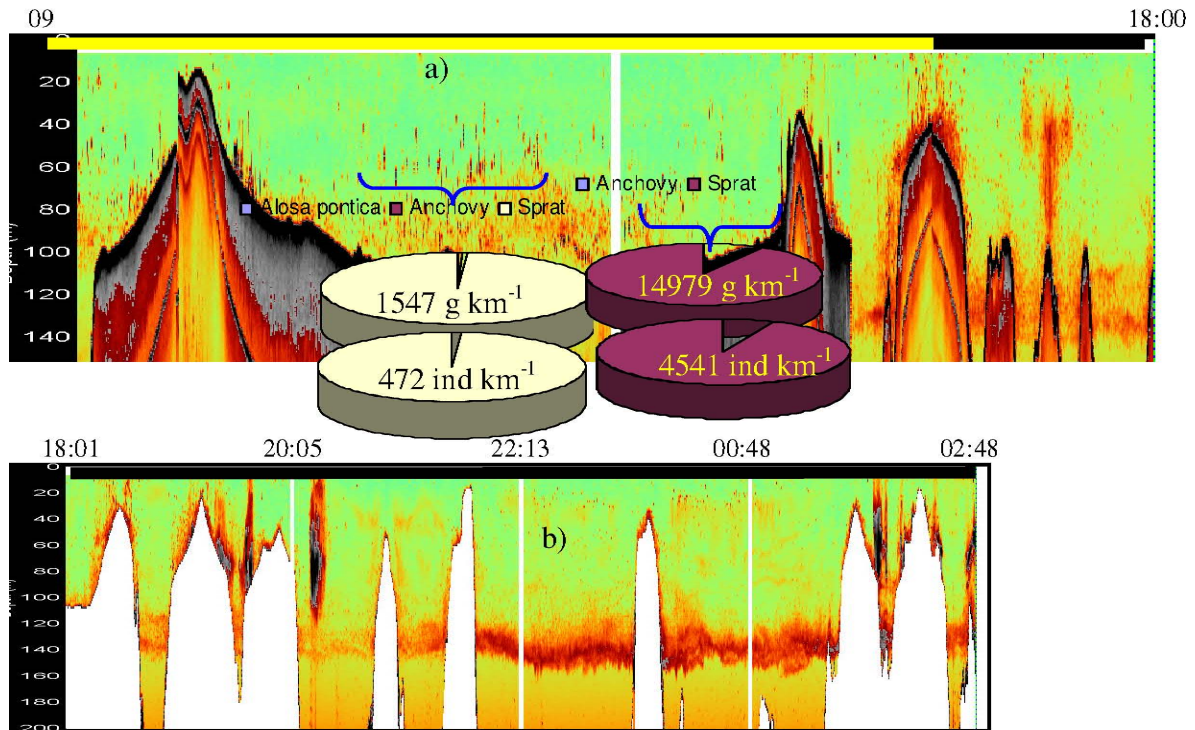 09 18:00
0
20
40
60
80
100
120
140
a)
Anchovy Sprat
Alosa pontica Anchovy Sprat
1547 g km⁻¹
14979 g km⁻¹
472 ind km⁻¹
4541 ind km⁻¹
18:01 20:05 22:13 00:48 02:48
0
20
40
60
80
100
120
140
160
180
200
b)